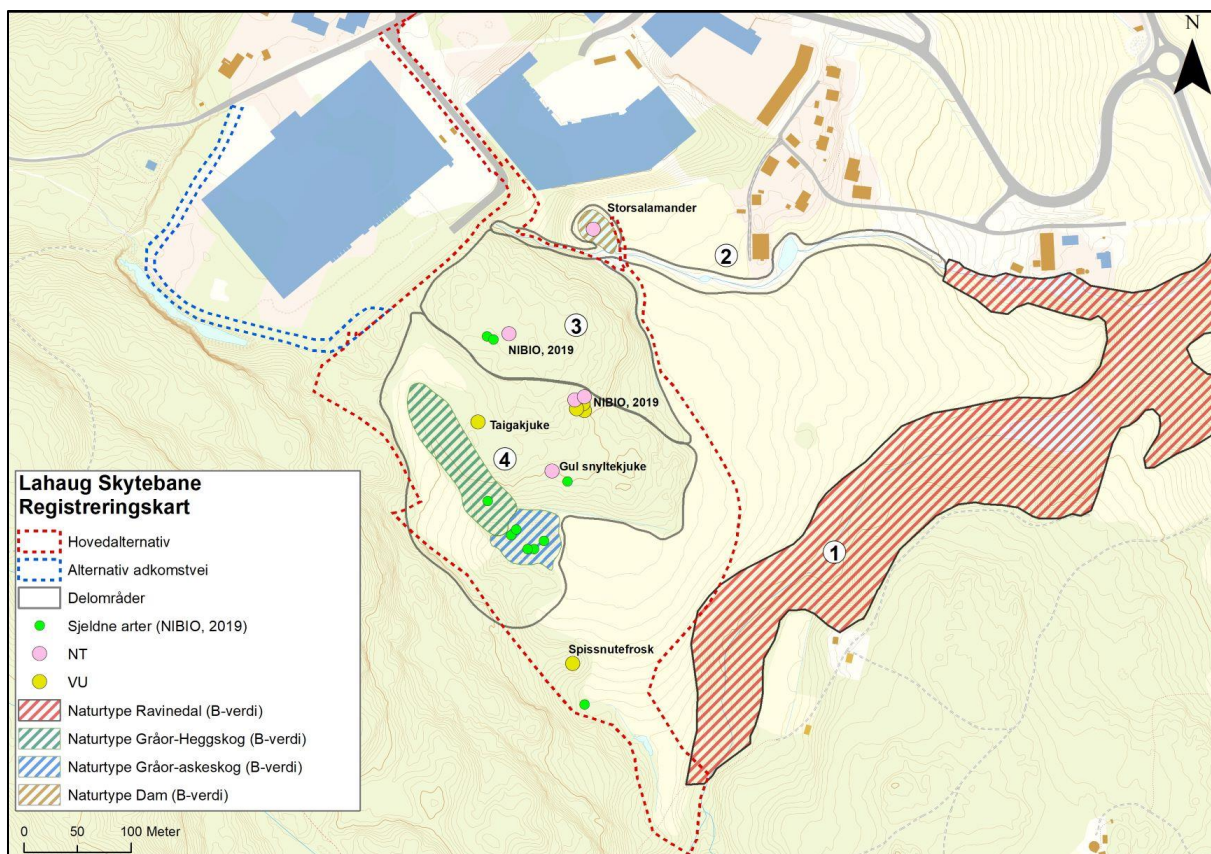 N
Storsalamander
2
3
NIBIO, 2019
NIBIO, 2019
Taigakjuke
4
Gul snyltekjuke
1
Spissnutefrosk
Lahaug Skytebane
Registreringskart
Hovedalternativ
Alternativ adkomstvei
Delområder
Sjeldne arter (NIBIO, 2019)
NT
VU
Naturtype Ravinedal (B-verdi)
Naturtype Gråor-Heggskog (B-verdi)
Naturtype Gråor-askeskog (B-verdi)
Naturtype Dam (B-verdi)
0 50 100 Meter